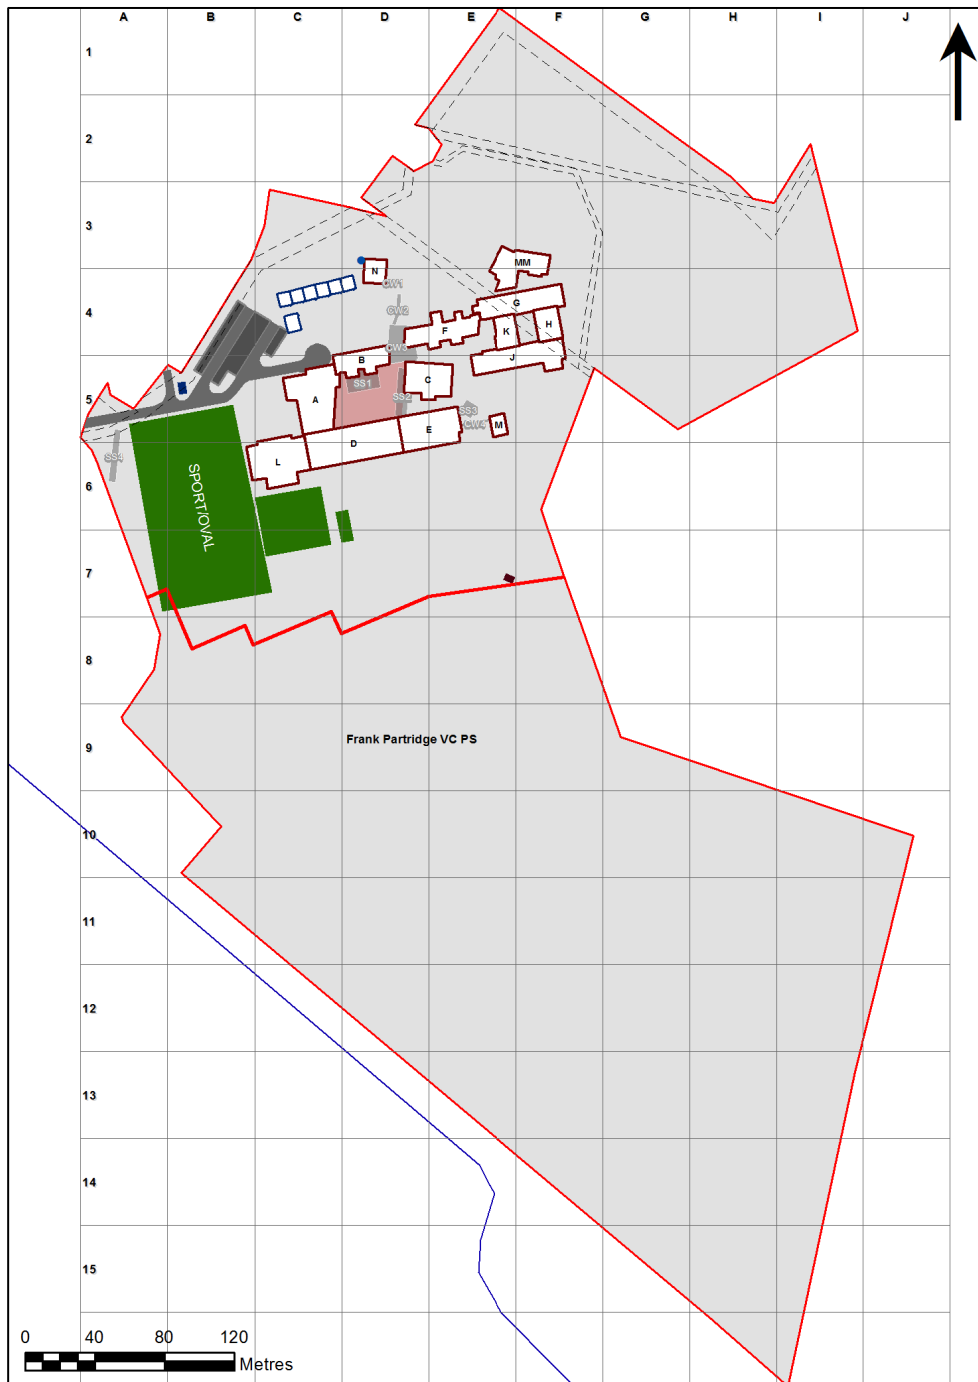 A B C D E F G H I J
1
2
3
MM
N
CW1
G
CW2
4
F
K
H
CW3
B
J
C
SS1
5
A
SS2
SS3
CW4
M
D
E
SS4
L
6
SPORT/OVAL
7
8
Frank Partridge VC PS
9
10
11
12
13
14
15
0 40 80 120
Metres